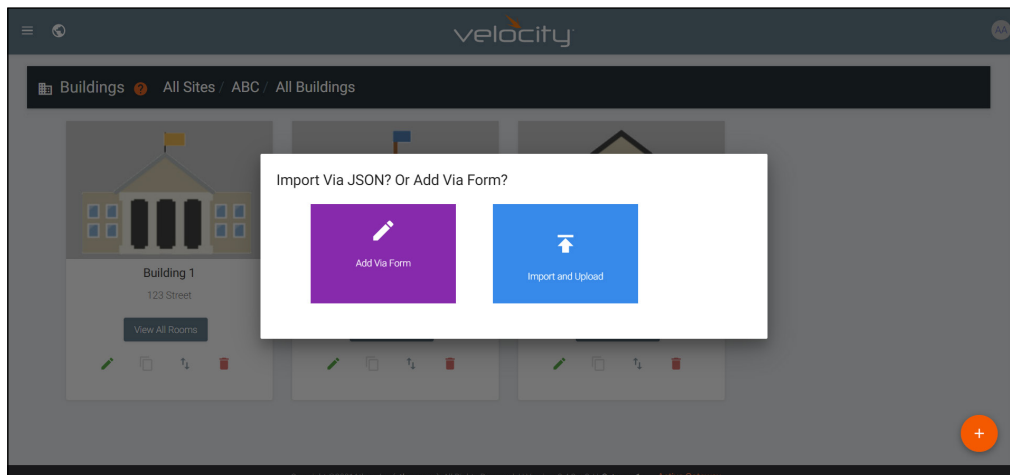 velocity
AA
Buildings ? All Sites / ABC / All Buildings
Import Via JSON? Or Add Via Form?
Add Via Form
Import and Upload
Building 1
123 Street
View All Rooms